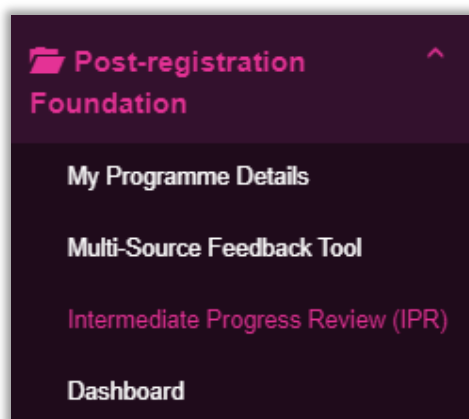 Post-registration
Foundation
My Programme Details
Multi-Source Feedback Tool
Intermediate Progress Review (IPR)
Dashboard